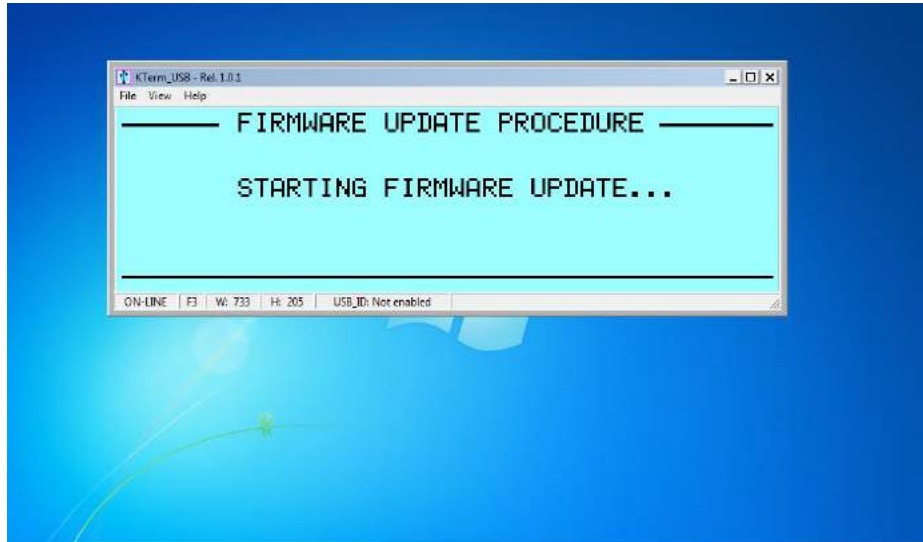 KTerm_USB - Rel. 1.0.1
File View Help
FIRMWARE UPDATE PROCEDURE
STARTING FIRMWARE UPDATE...
ON-LINE F3 W: 733 H: 205 USB_ID: Not enabled